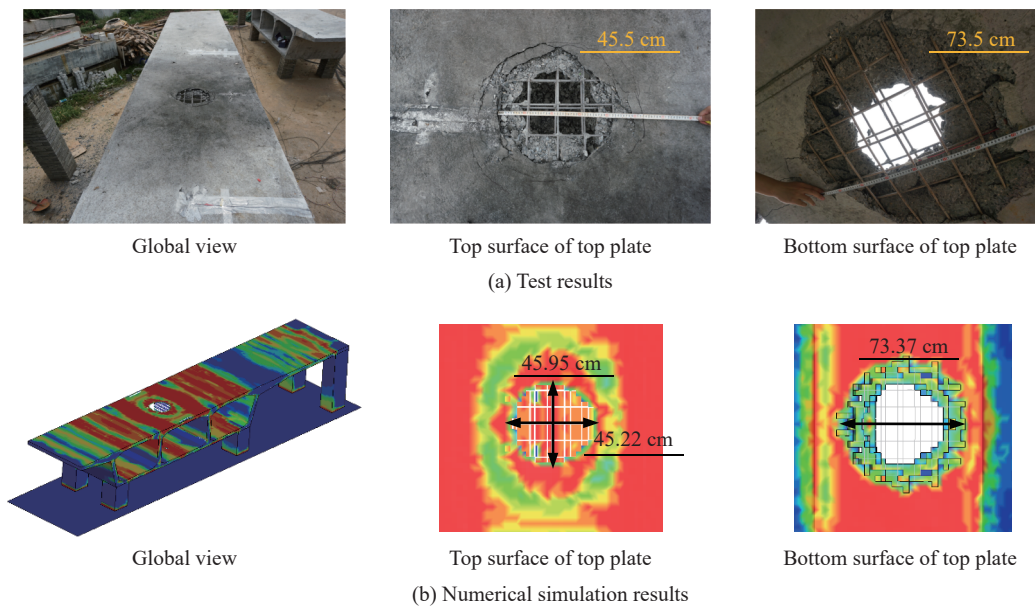 45.5 cm
73.5 cm
Global view
Top surface of top plate
Bottom surface of top plate
(a) Test results
45.95 cm
45.22 cm
73.37 cm
Global view
Top surface of top plate
Bottom surface of top plate
(b) Numerical simulation results